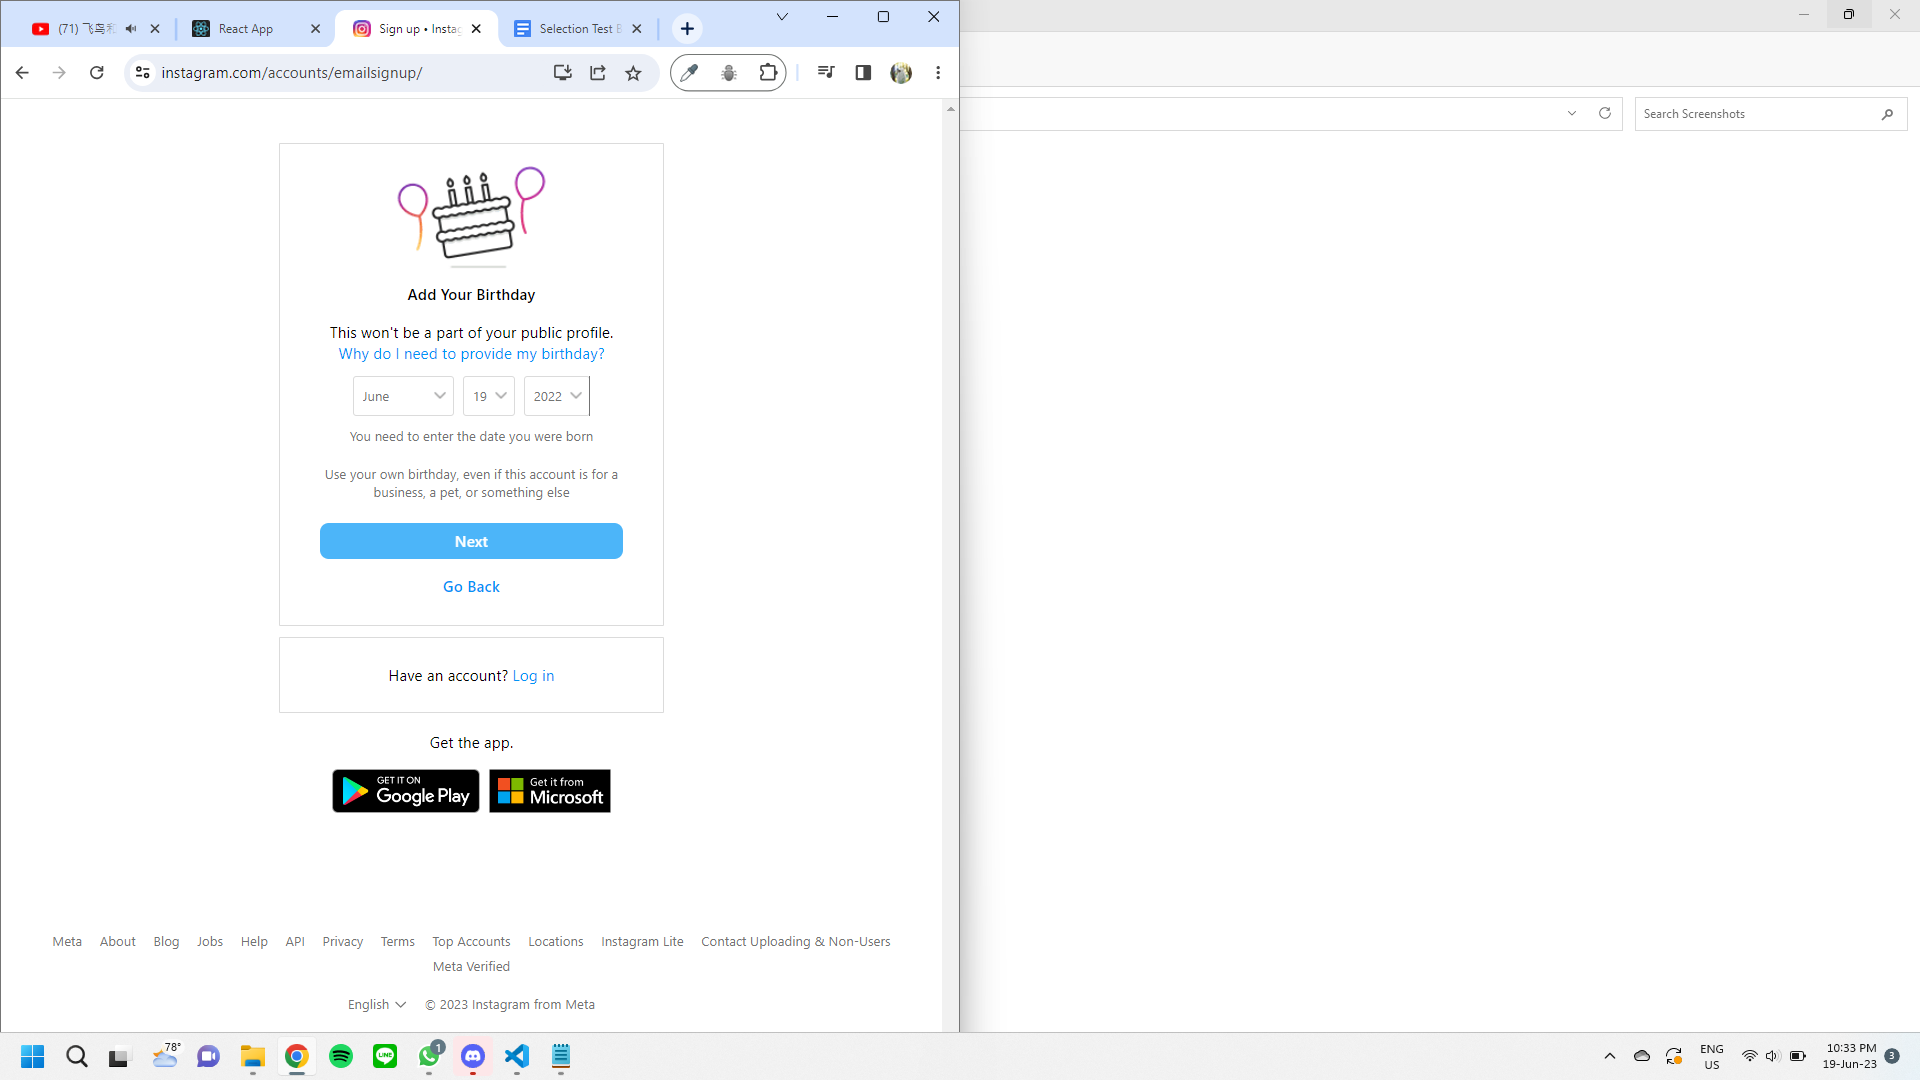 (71) 飞鸟和
React App
Sign up • Instag
Selection Test B
instagram.com/accounts/emailsignup/
Search Screenshots
Add Your Birthday
This won't be a part of your public profile.
Why do I need to provide my birthday?
June 19 2022
You need to enter the date you were born
Use your own birthday, even if this account is for a
business, a pet, or something else
Next
Go Back
Have an account? Log in
Get the app.
GET IT ON
Google Play
Get it from
Microsoft
Meta About Blog Jobs Help API Privacy Terms Top Accounts Locations Instagram Lite Contact Uploading & Non-Users
Meta Verified
English © 2023 Instagram from Meta
78°
LINE
1
ENG
US
10:33 PM
19-Jun-23
3